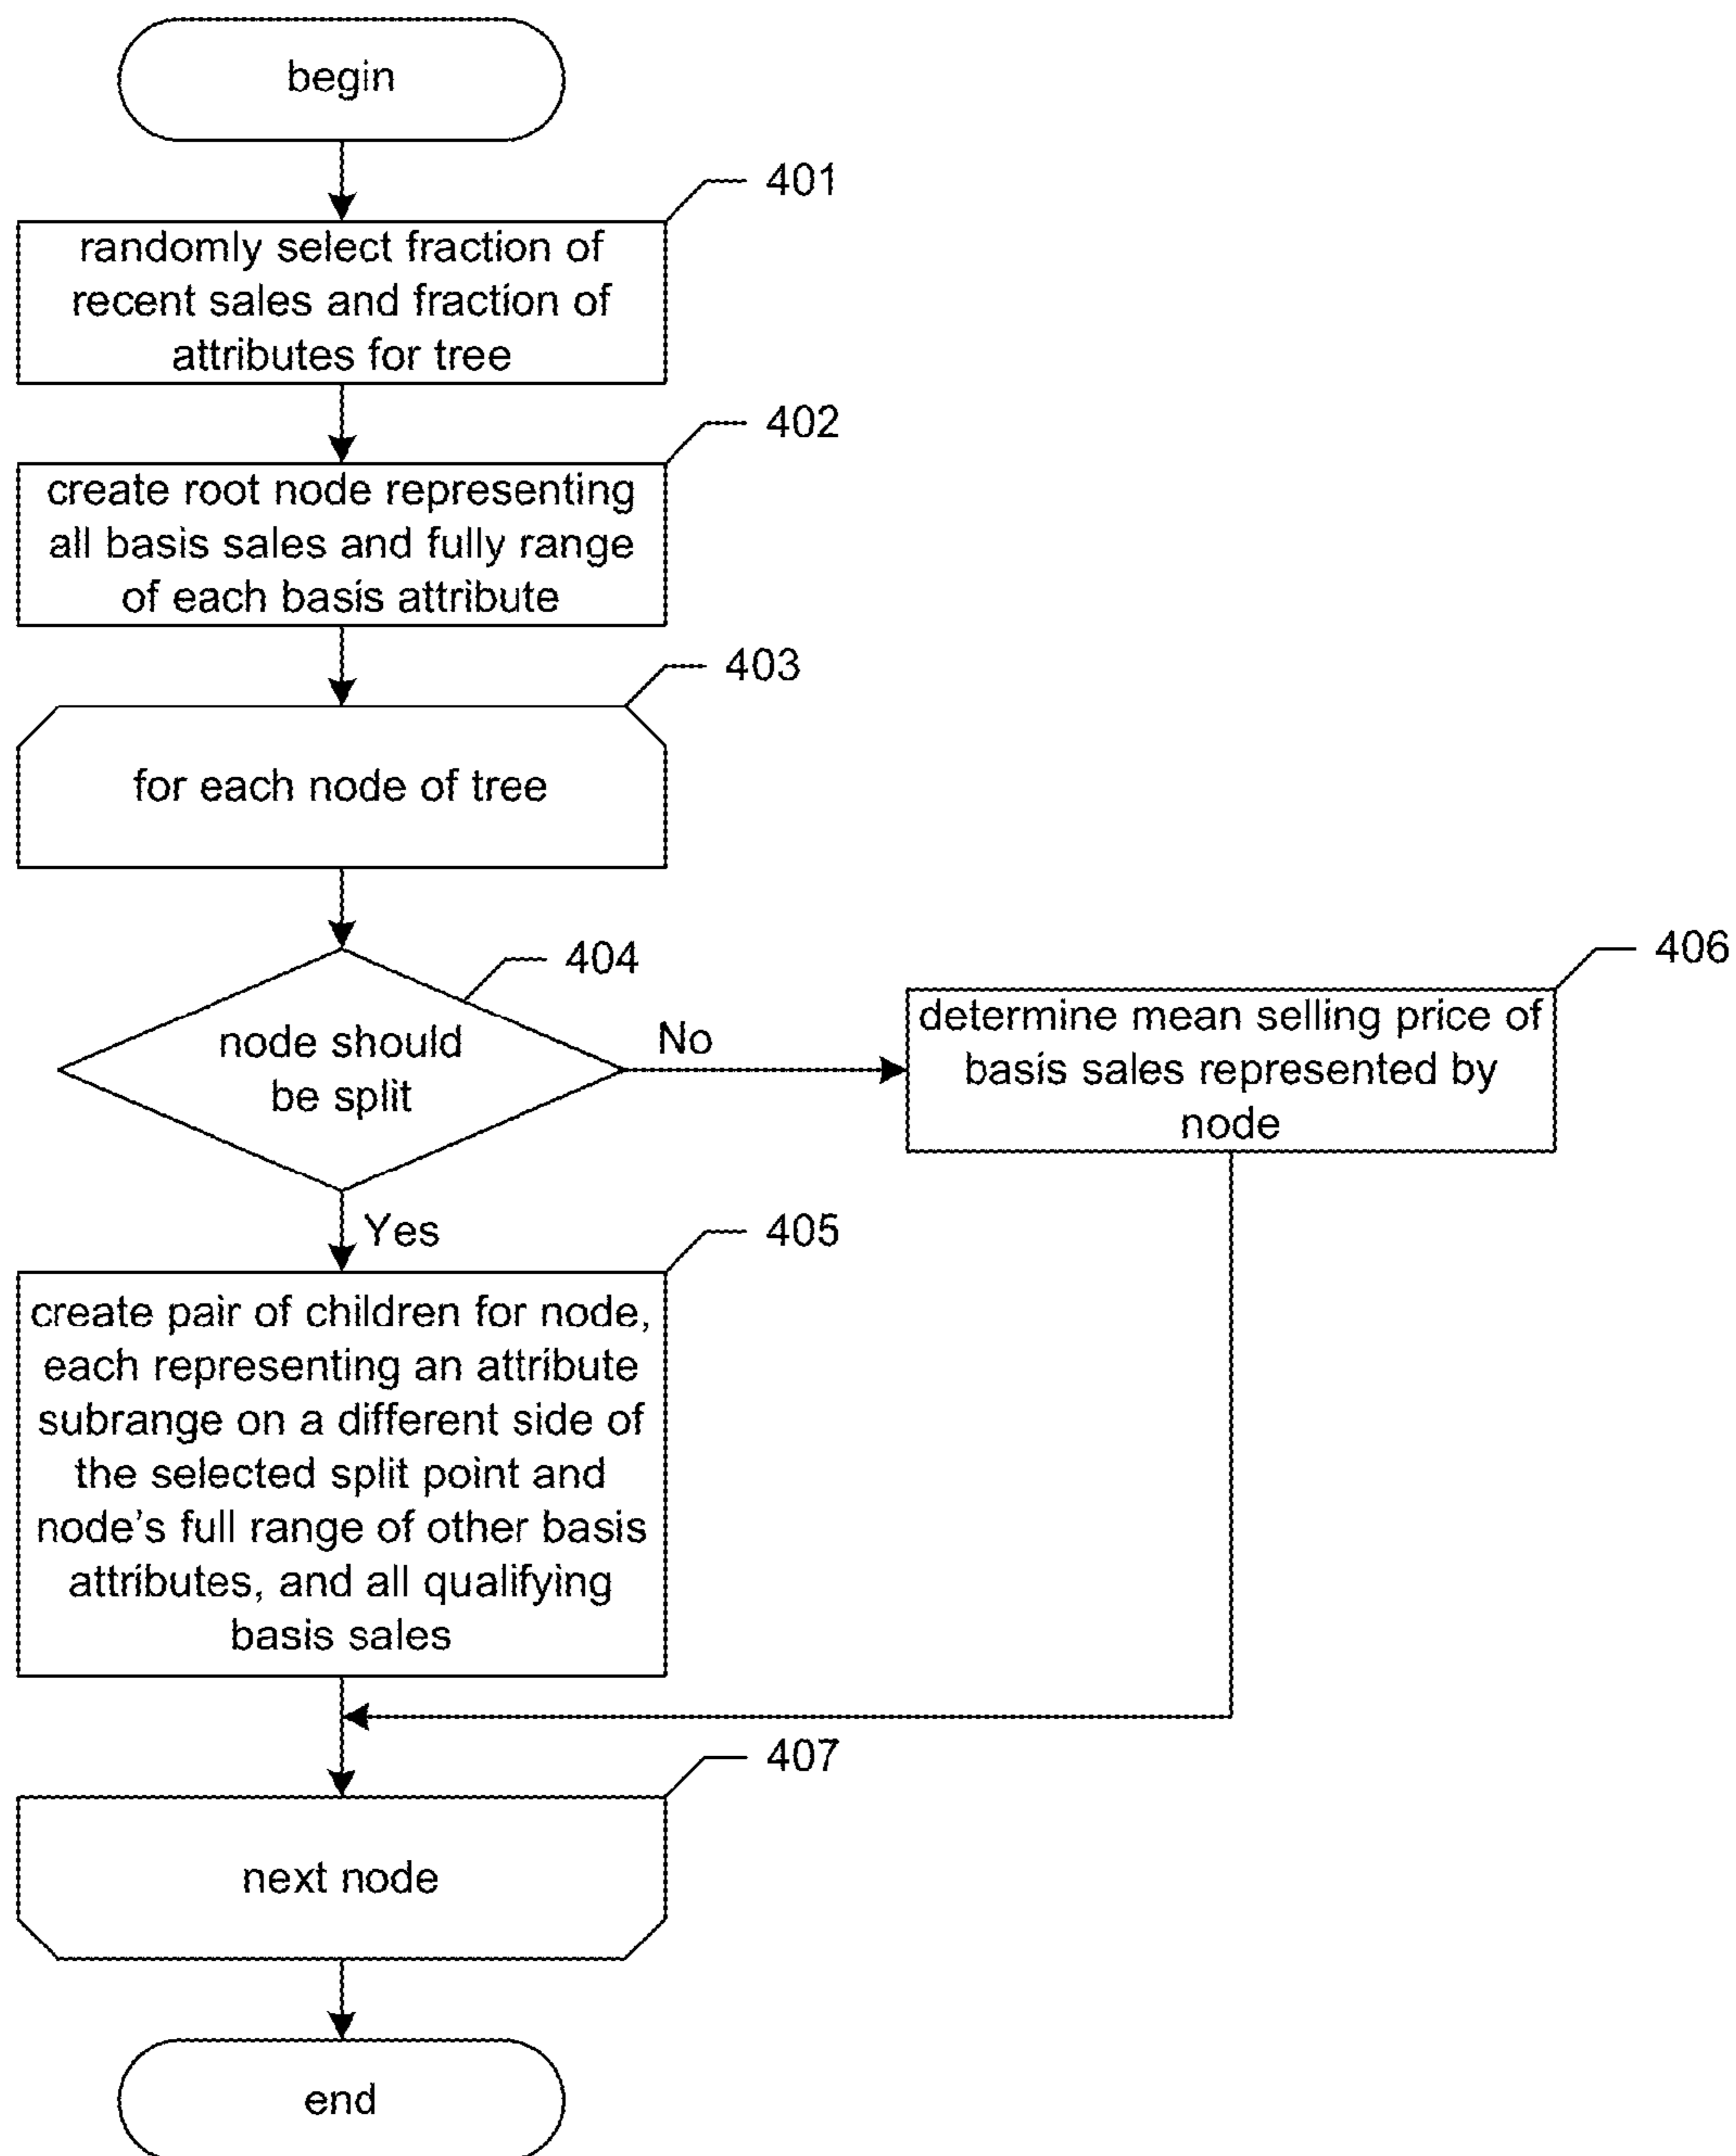 begin
401
randomly select fraction of
recent sales and fraction of
attributes for tree
402
create root node representing
all basis sales and fully range
of each basis attribute
403
for each node of tree
404
node should
be split
No
406
determine mean selling price of
basis sales represented by
node
Yes
405
create pair of children for node,
each representing an attribute
subrange on a different side of
the selected split point and
node's full range of other basis
attributes, and all qualifying
basis sales
407
next node
end